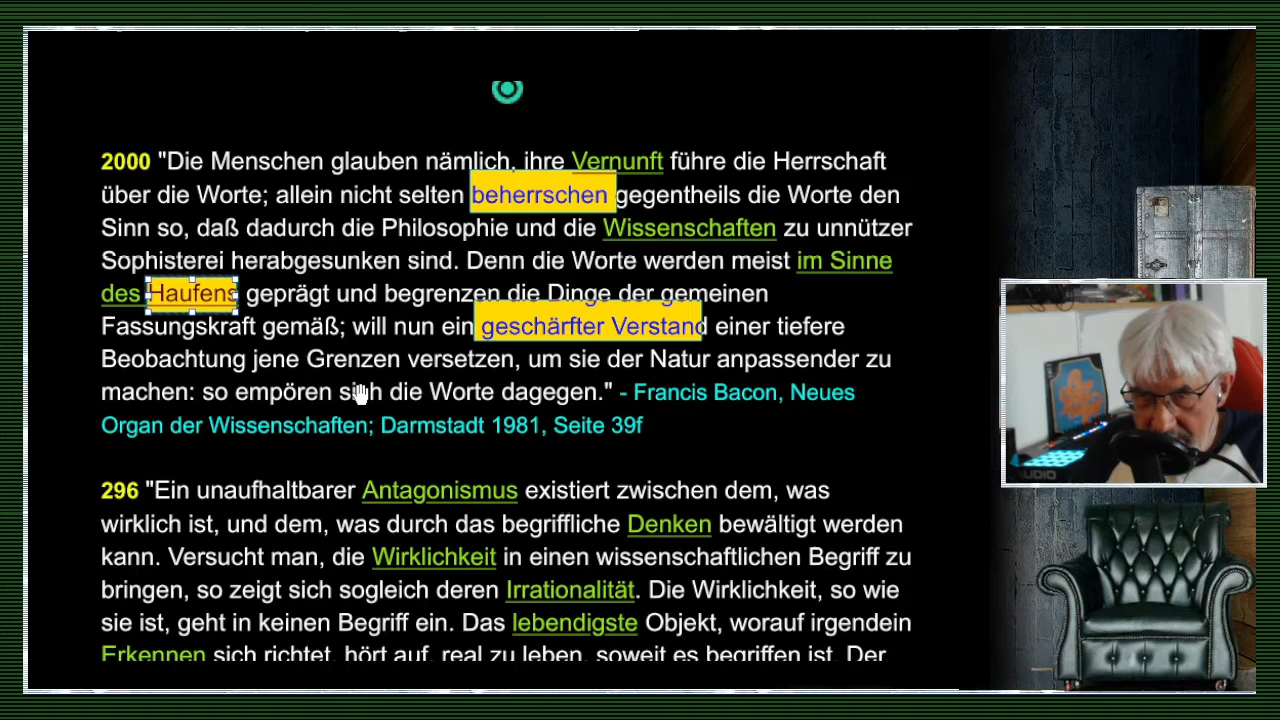 2000 "Die Menschen glauben nämlich, ihre Vernunft führe die Herrschaft
über die Worte; allein nicht selten beherrschen gegentheils die Worte den
Sinn so, daß dadurch die Philosophie und die Wissenschaften zu unnützer
Sophisterei herabgesunken sind. Denn die Worte werden meist im Sinne
des Haufens geprägt und begrenzen die Dinge der gemeinen
Fassungskraft gemäß; will nun ein geschärfter Verstand einer tiefere
Beobachtung jene Grenzen versetzen, um sie der Natur anpassender zu
machen: so empören sich die Worte dagegen." - Francis Bacon, Neues
Organ der Wissenschaften; Darmstadt 1981, Seite 39f
296 "Ein unaufhaltbarer Antagonismus existiert zwischen dem, was
wirklich ist, und dem, was durch das begriffliche Denken bewältigt werden
kann. Versucht man, die Wirklichkeit in einen wissenschaftlichen Begriff zu
bringen, so zeigt sich sogleich deren Irrationalität. Die Wirklichkeit, so wie
sie ist, geht in keinen Begriff ein. Das lebendigste Objekt, worauf irgendein
Erkennen sich richtet, hört auf, real zu leben, soweit es begriffen ist. Der
AUDIO